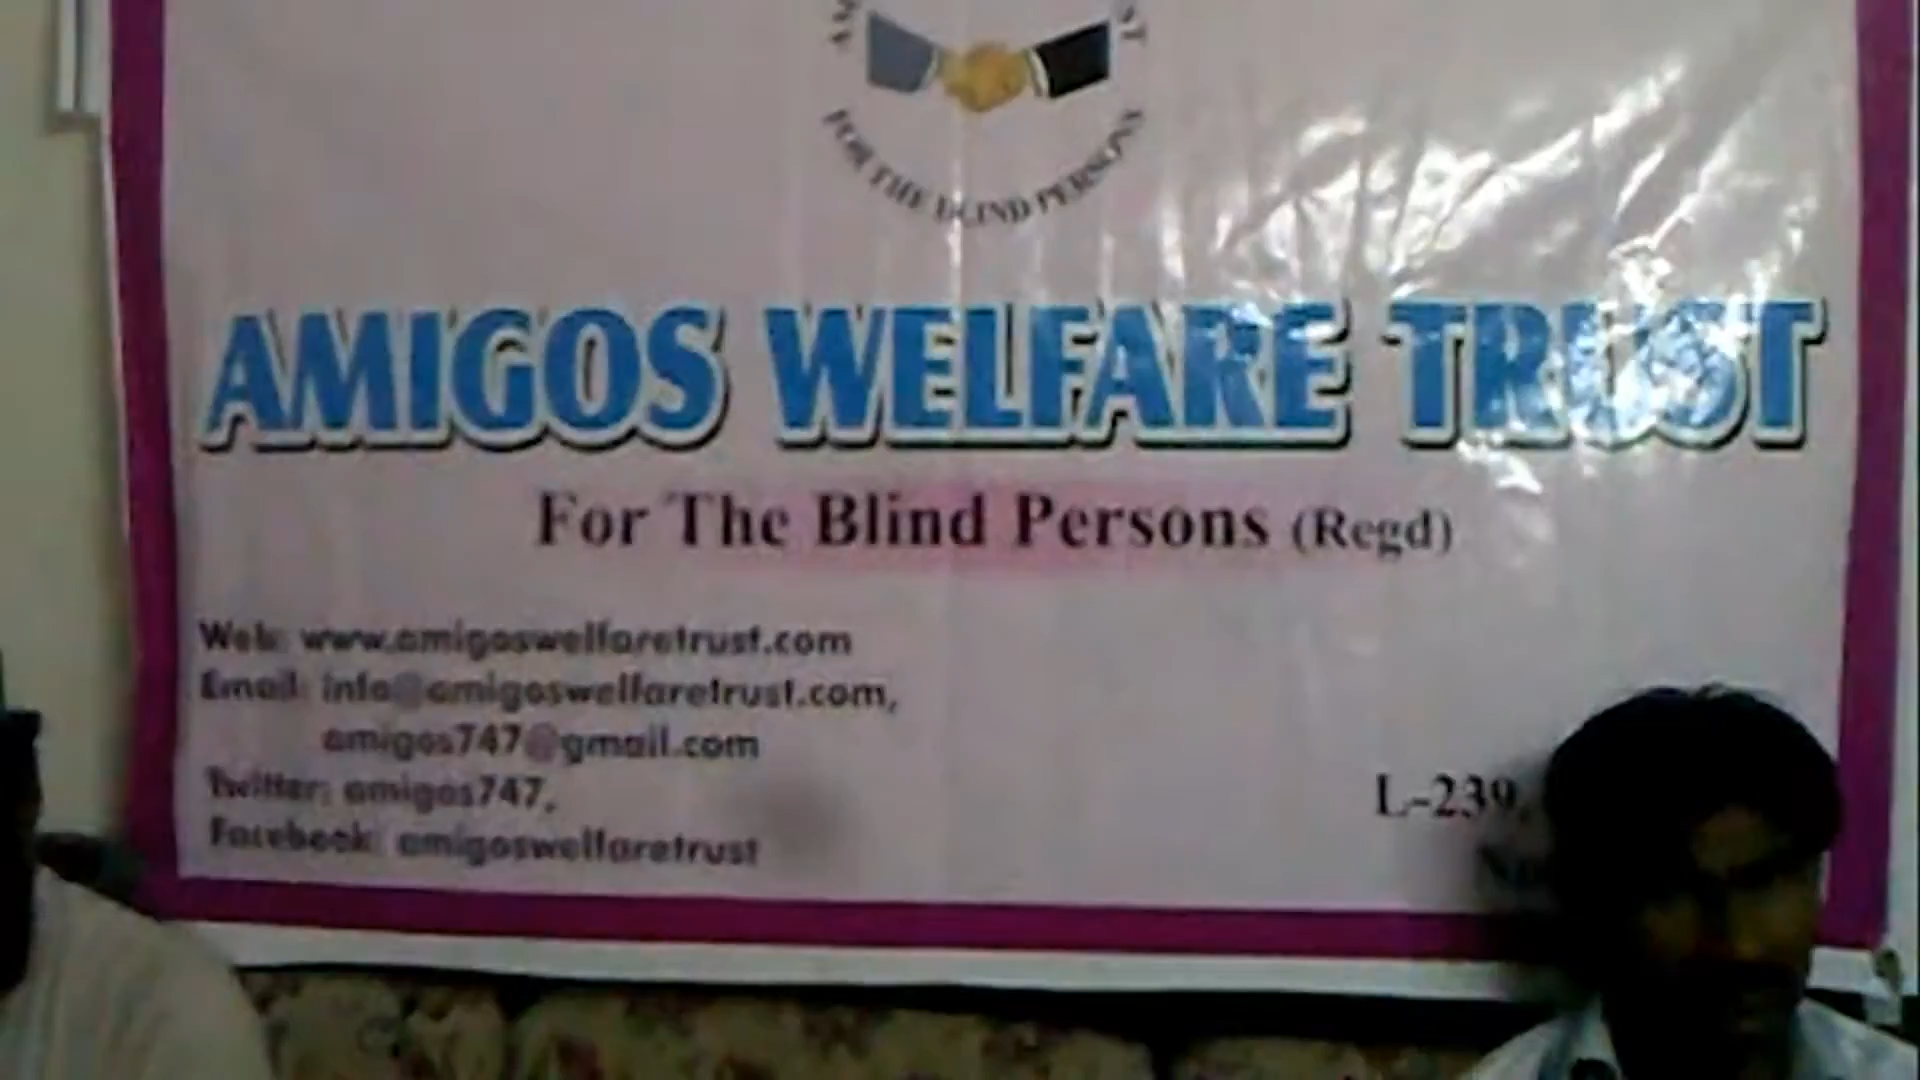 FOR THE BLIND PERSONS
AMIGOS WELFARE TRUST
For The Blind Persons (Regd)
Web: www.amigoswelfaretrust.com
Email: info@amigoswelfaretrust.com,
amigos747@gmail.com
Twitter: amigos747,
Facebook: amigoswelfaretrust
L-239,